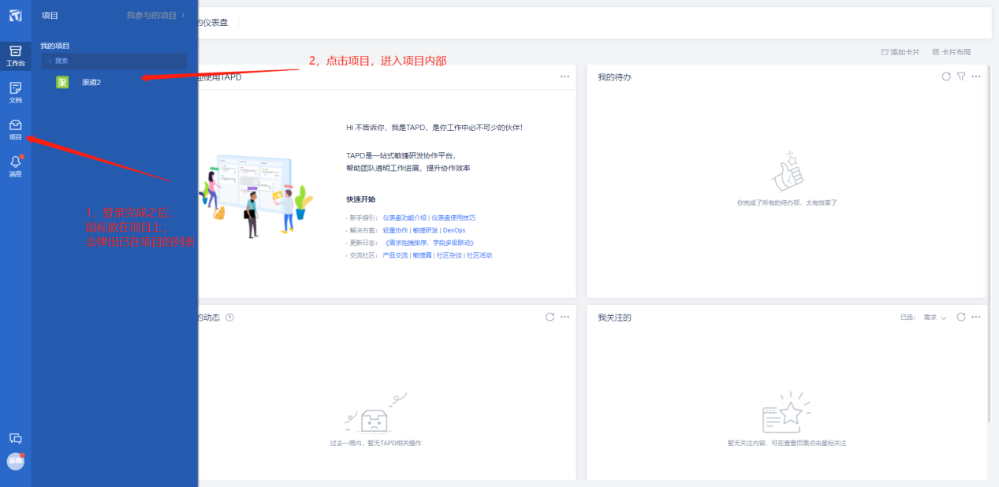 项目
我参与的项目
我的项目
搜索
渠
渠道2
工作台
文档
项目
消息
诉你
的仪表盘
添加卡片
卡片布局
2, 点击项目，进入项目内部
1, 登录完成之后，
鼠标放在项目上，
会弹出已在项目的列表
迎使用TAPD
Hi 不告诉你，我是TAPD，是你工作中必不可少的伙伴！
TAPD是一站式敏捷研发协作平台，
帮助团队透明工作进展，提升协作效率
快速开始
· 新手指引： 仪表盘功能介绍 | 仪表盘使用技巧
· 解决方案： 轻量协作 | 敏捷研发 | DevOps
· 更新日志： 《需求拖拽排序，字段多级联动》
· 交流社区： 产品交流 | 敏捷圈 | 社区杂谈 | 社区活动
我的待办
你完成了所有的待办项，太有效率了
的动态
过去一周内，暂无TAPD相关操作
我关注的
已选： 需求
暂无关注内容，可在查看页面点击星标关注